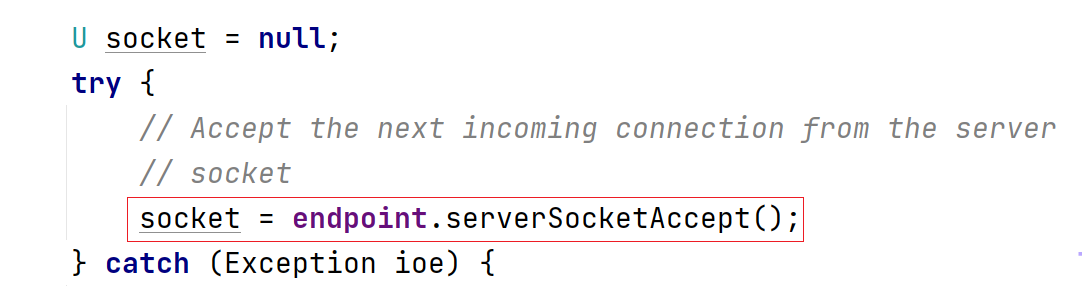 U socket = null;
try {
// Accept the next incoming connection from the server
// socket
socket = endpoint.serverSocketAccept();
} catch (Exception ioe) {